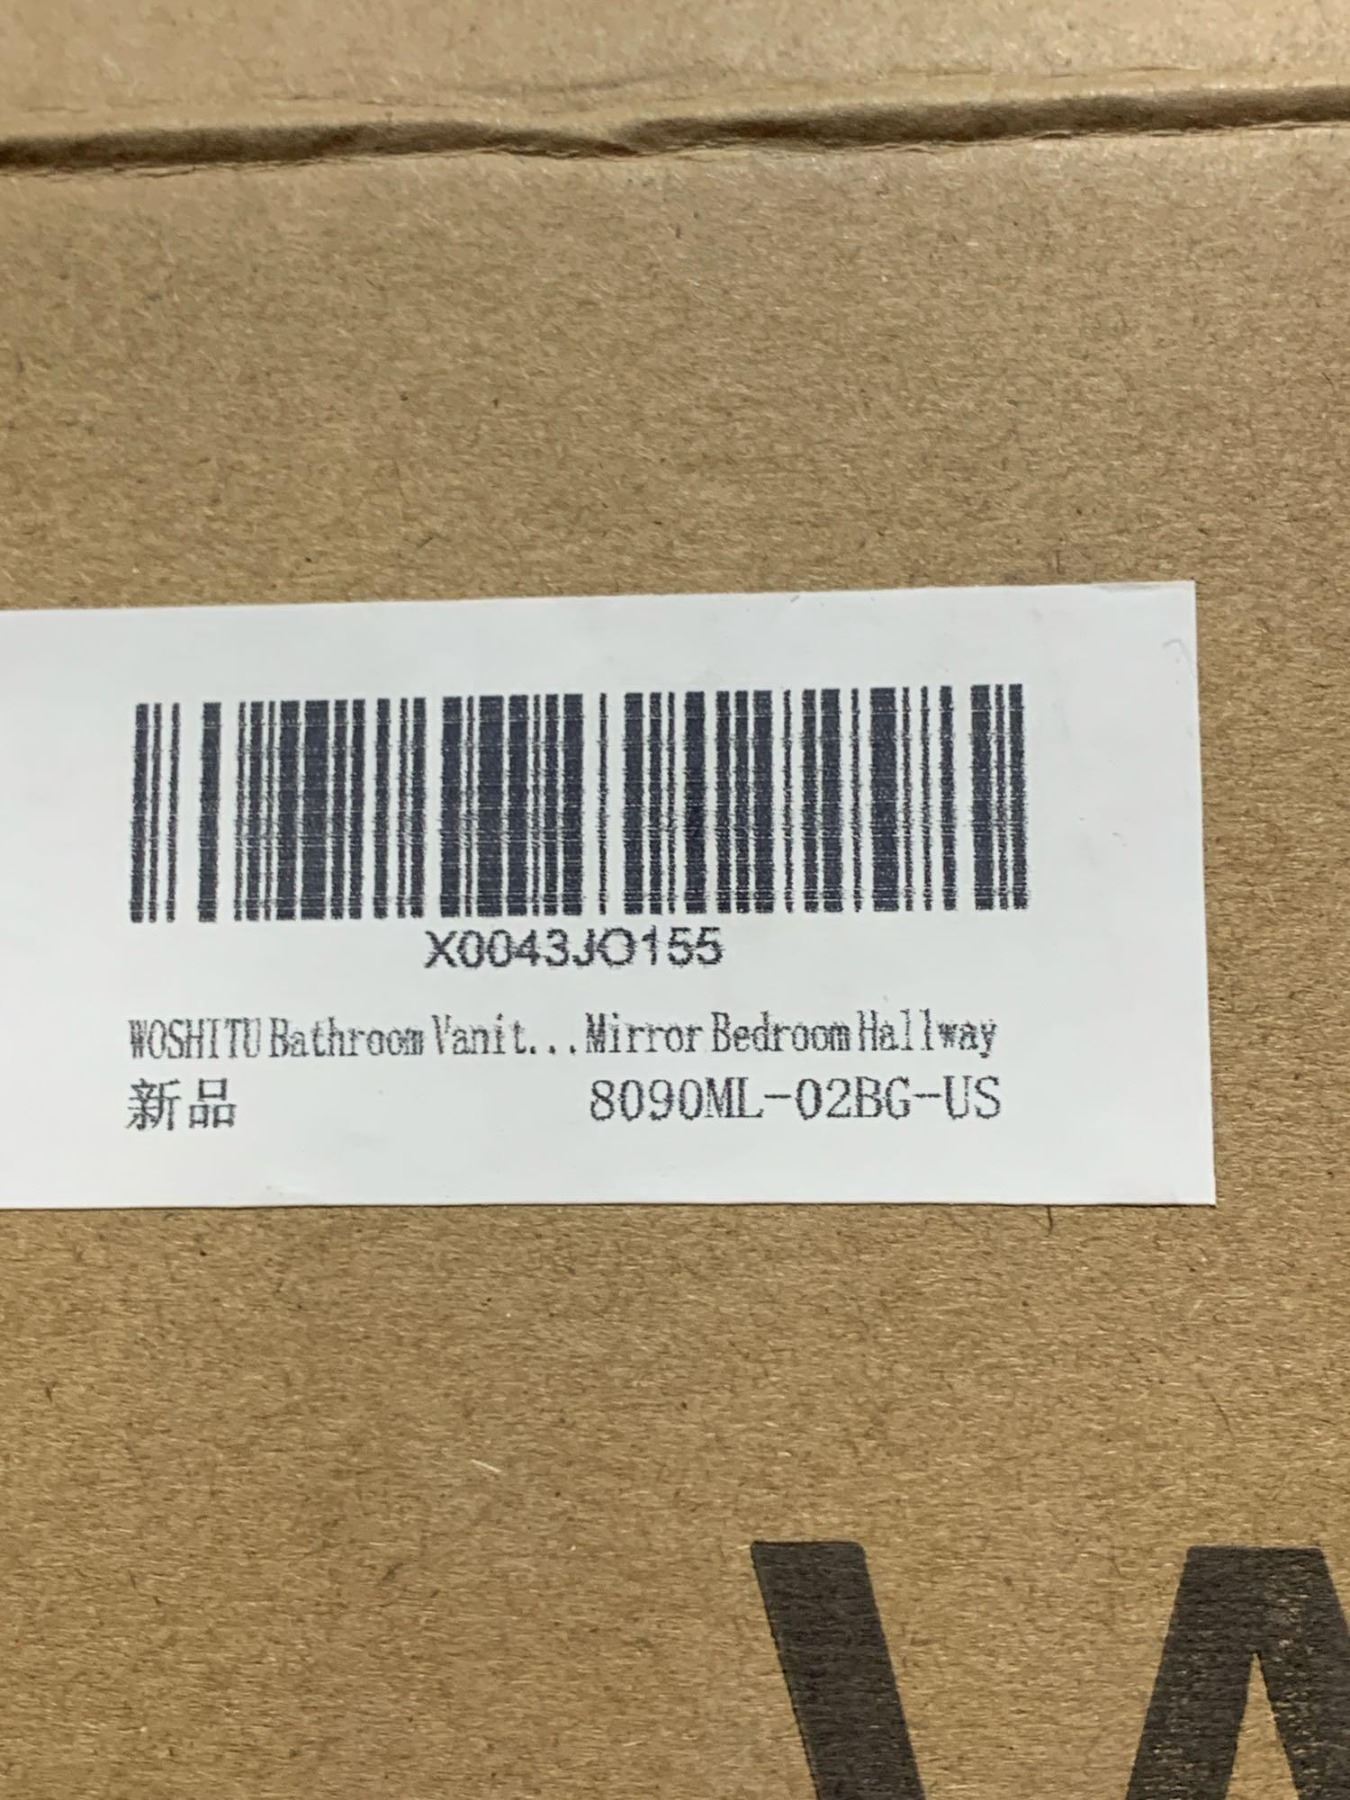 X0043JO155
WOSHITU Bathroom Vanit...Mirror Bedroom Hallway
新品 8090ML-02BG-US
W